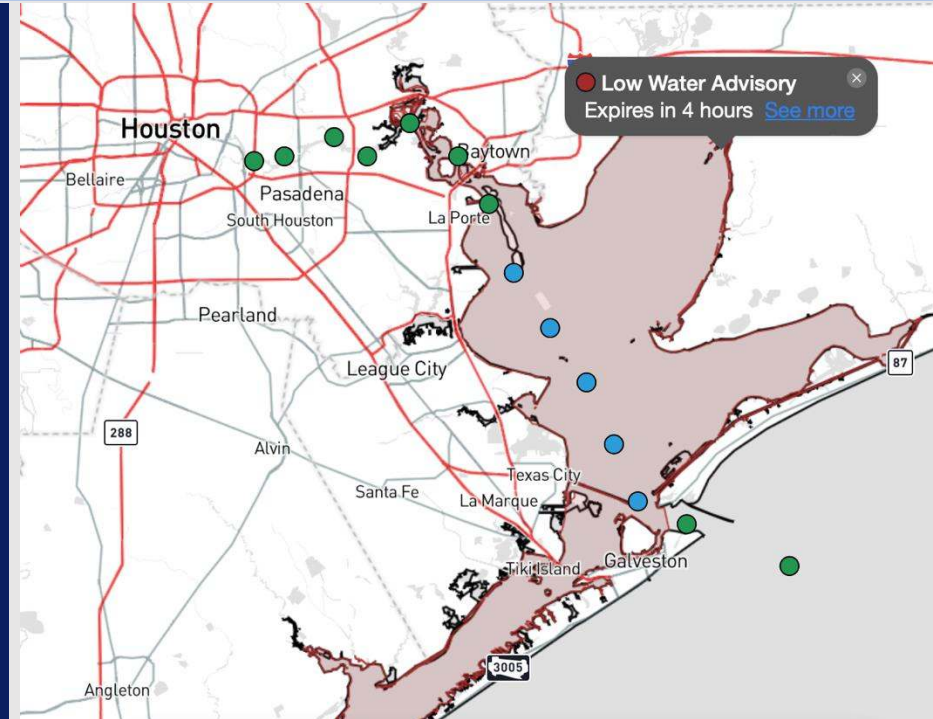 Low Water Advisory
Expires in 4 hours See more
Houston
Baytown
Bellaire
Pasadena
South Houston
La Porte
Pearland
League City
87
288
Alvin
Texas City
Santa Fe
La Marque
Tiki Island
Galveston
3005
Angleton